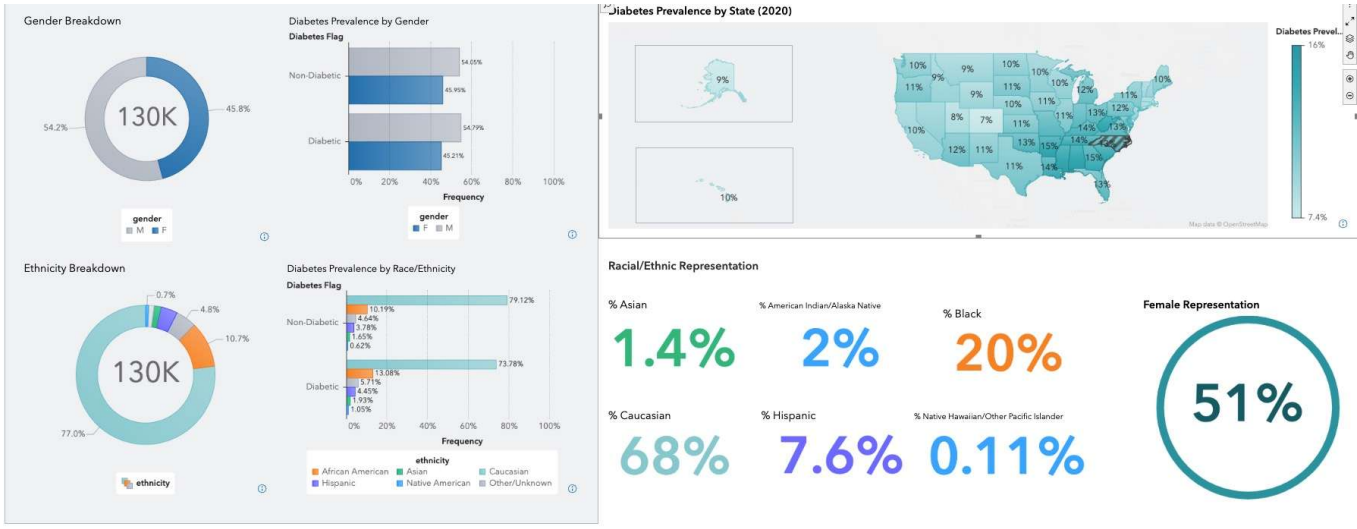 Gender Breakdown
130K
54.2%
45.8%
gender
M F
Diabetes Prevalence by Gender
Diabetes Flag
Non-Diabetic
54.05%
45.95%
Diabetic
54.79%
45.21%
0% 20% 40% 60% 80% 100%
Frequency
gender
F M
Diabetes Prevalence by State (2020)
Diabetes Prevel...
16%
7.4%
9%
10%
10% 9% 10% 10% 10%
11% 9% 9% 11% 10% 12% 11%
10% 8% 7% 10% 11% 11% 13% 12%
11% 14% 13%
12% 11% 13% 15% 14%
11% 14% 15%
13%
Map data © OpenStreetMap
Ethnicity Breakdown
130K
0.7%
4.8%
10.7%
77.0%
ethnicity
Diabetes Prevalence by Race/Ethnicity
Diabetes Flag
Non-Diabetic
79.12%
10.19%
4.64%
3.78%
1.65%
0.62%
Diabetic
73.78%
13.08%
5.71%
4.45%
1.93%
1.05%
0% 20% 40% 60% 80% 100%
Frequency
ethnicity
African American Asian Caucasian
Hispanic Native American Other/Unknown
Racial/Ethnic Representation
% Asian
1.4%
% American Indian/Alaska Native
2%
% Black
20%
% Caucasian
68%
% Hispanic
7.6%
% Native Hawaiian/Other Pacific Islander
0.11%
Female Representation
51%